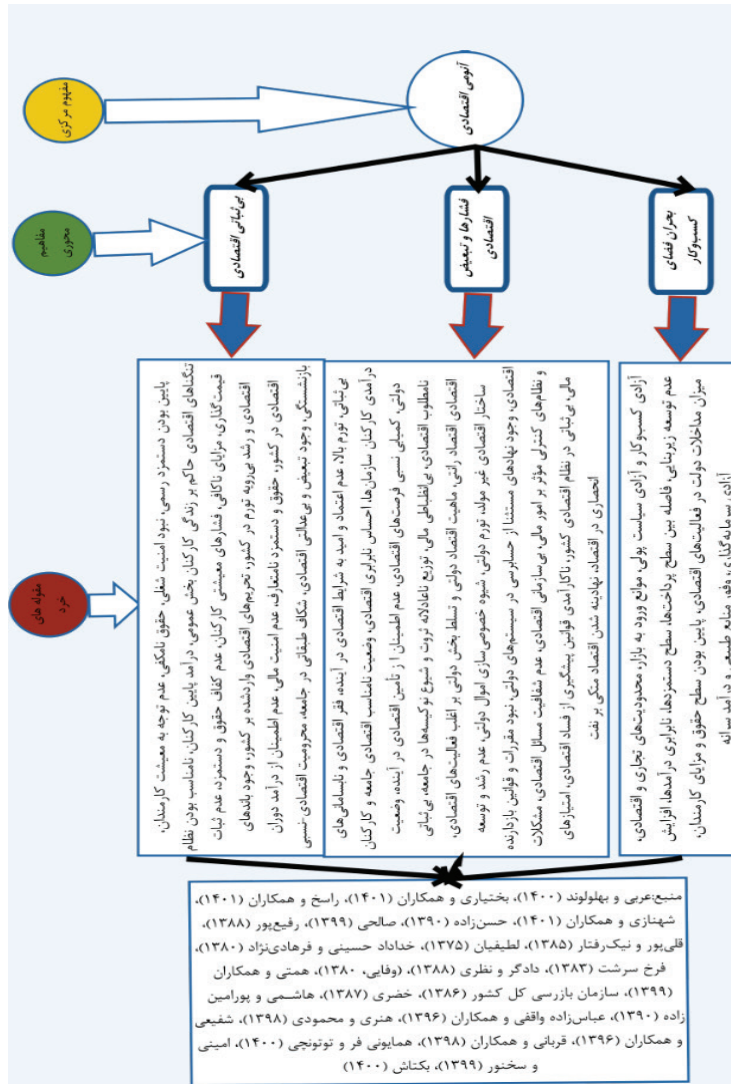 مفهوم مرکزی
آنومی اقتصادی
مفاهیم
محوری
بی‌ثباتی اقتصادی
فشارها و تبعیض
اقتصادی
بحران فضای
کسب‌وکار
خرده
مقوله های
پایین بودن دستمزد رسمی، نبود امنیت شغلی، حقوق نامکفی، عدم توجه به معیشت کارمندان،
تنگناهای اقتصادی حاکم بر زندگی کارکنان بخش عمومی، درآمد پایین کارکنان، نامناسب بودن نظام
قیمت‌گذاری، مزایای ناکافی، فشارهای معیشتی کارکنان، عدم کفاف حقوق و دستمزد، عدم ثبات
اقتصادی و رشد بی‌رویه تورم در کشور، تحریم‌های اقتصادی واردشده بر کشور، وجود باندهای
اقتصادی در کشور، حقوق و دستمزد نامتعارف، عدم امنیت مالی، عدم اطمینان از درآمد دوران
بازنشستگی، وجود تبعیض و بی‌عدالتی اقتصادی، شکاف طبقاتی در جامعه، محرومیت اقتصادی-نسبی
بی‌ثباتی، تورم بالا، عدم اعتماد و امید به شرایط اقتصادی در آینده، فقر اقتصادی و نابسامانی‌های
درآمدی کارکنان سازمان‌ها، احساس نابرابری اقتصادی، وضعیت نامناسب اقتصادی جامعه و کارکنان
دولتی، کمیابی نسبی فرصت‌های اقتصادی، عدم اطمینان از تأمین اقتصادی در آینده، وضعیت
نامطلوب اقتصادی، بی‌انضباطی مالی، توزیع ناعادلانه ثروت و شیوع نوکیسه‌ها در جامعه، بی‌ثباتی
اقتصادی اقتصاد رانتی، ماهیت اقتصاد دولتی و تسلط بخش دولتی بر اغلب فعالیت‌های اقتصادی،
ساختار اقتصادی غیر مولد، تورم دولتی، شیوه خصوصی‌سازی اموال دولتی، عدم رشد و توسعه
اقتصادی، وجود نهادهای مستثنا از حسابرسی در سیستم‌های دولتی، نبود مقررات و قوانین بازدارنده
و نظام‌های کنترلی مؤثر بر امور مالی، بی‌سازمانی اقتصادی، عدم شفافیت مسائل اقتصادی، مشکلات
مالی، بی‌ثباتی در نظام اقتصادی کشور، ناکارآمدی قوانین پیشگیری از فساد اقتصادی، امتیازهای
انحصاری در اقتصاد، نهادینه شدن اقتصاد متکی بر نفت
میزان مداخلات دولت در فعالیت‌های اقتصادی، پایین بودن سطح حقوق و مزایای کارمندان،
عدم توسعه زیربنایی، فاصله بین سطح پرداخت‌ها، سطح دستمزدها، نابرابری درآمدها، افزایش
آزادی کسب‌وکار و آزادی سیاست پولی، موانع ورود به بازار، محدودیت‌های تجاری و اقتصادی،
آزادی سرمایه‌گذاری، وفور منابع طبیعی و درآمد سرانه
منبع:عربی و بهلولوند (۱۴۰۰)، بختیاری و همکاران (۱۴۰۱)، راسخ و همکاران (۱۴۰۱)،
شهنازی و همکاران (۱۴۰۱)، حسن‌زاده (۱۳۹۰)، صالحی (۱۳۹۹)، رفیع‌پور (۱۳۸۸)،
قلی‌پور و نیک‌رفتار (۱۳۸۵)، لطیفیان (۱۳۷۵)، خداداد حسینی و فرهادی‌نژاد (۱۳۸۰)،
فرخ سرشت (۱۳۸۳)، دادگر و نظری (۱۳۸۸)، (وفایی، ۱۳۸۰)، همتی و همکاران
(۱۳۹۹)، سازمان بازرسی کل کشور (۱۳۸۶)، خضری (۱۳۸۷)، هاشمی و پورامین
زاده (۱۳۹۰)، عباس‌زاده واقفی و همکاران (۱۳۹۶)، هنری و محمودی (۱۳۹۸)، شفیعی
و همکاران (۱۳۹۶)، قربانی و همکاران (۱۳۹۸)، همایونی فر و توتونچی (۱۴۰۰)، امینی
و سخنور (۱۳۹۹)، بکتاش (۱۴۰۰)